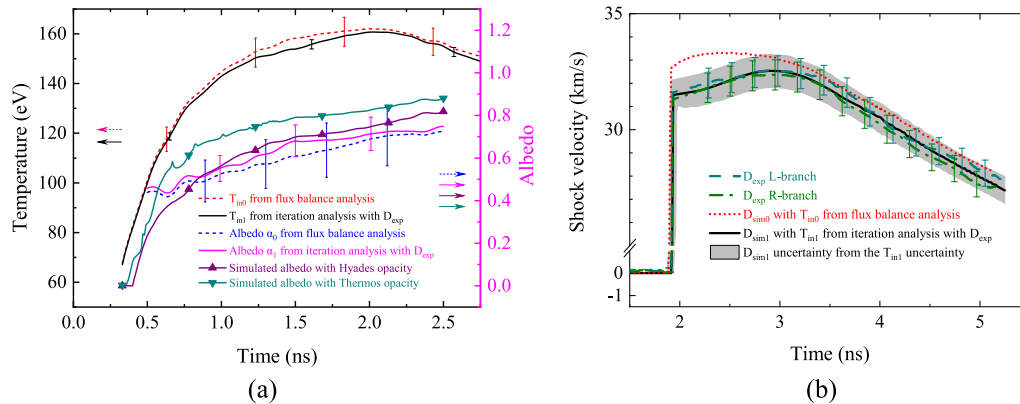 160
140
120
100
80
60
Temperature (eV)
0.0
0.5
1.0
1.5
2.0
2.5
Time (ns)
1.2
1.0
0.8
0.6
0.4
0.2
0.0
Albedo
T_in0 from flux balance analysis
T_in1 from iteration analysis with D_exp
Albedo α_0 from flux balance analysis
Albedo α_1 from iteration analysis with D_exp
Simulated albedo with Hyades opacity
Simulated albedo with Thermos opacity
(a)
33
30
28
0
-1
Shock velocity (km/s)
2
3
4
5
Time (ns)
D_exp L-branch
D_exp R-branch
D_sim0 with T_in0 from flux balance analysis
D_sim1 with T_in1 from iteration analysis with D_exp
D_sim1 uncertainty from the T_in1 uncertainty
(b)